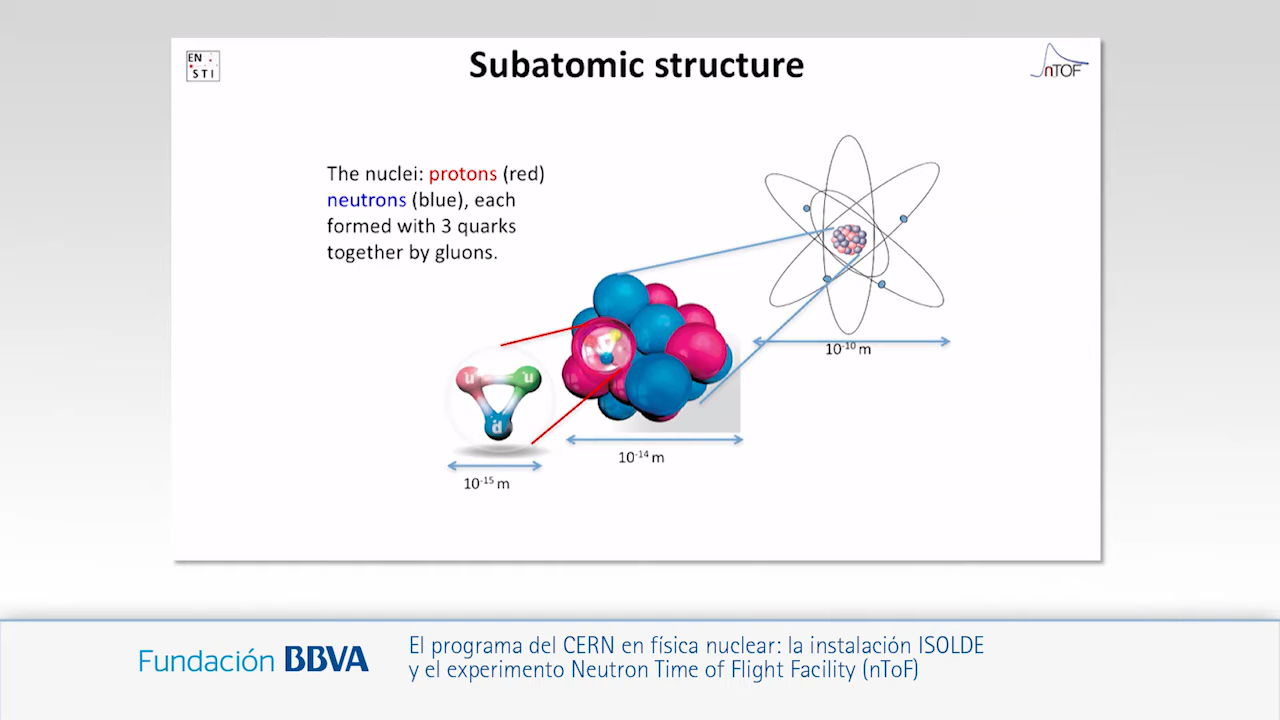 EN
STI
Subatomic structure
nTOF
The nuclei: protons (red)
neutrons (blue), each
formed with 3 quarks
together by gluons.
10⁻¹⁰ m
u u
d
10⁻¹⁴ m
10⁻¹⁵ m
Fundación BBVA
El programa del CERN en física nuclear: la instalación ISOLDE
y el experimento Neutron Time of Flight Facility (nToF)